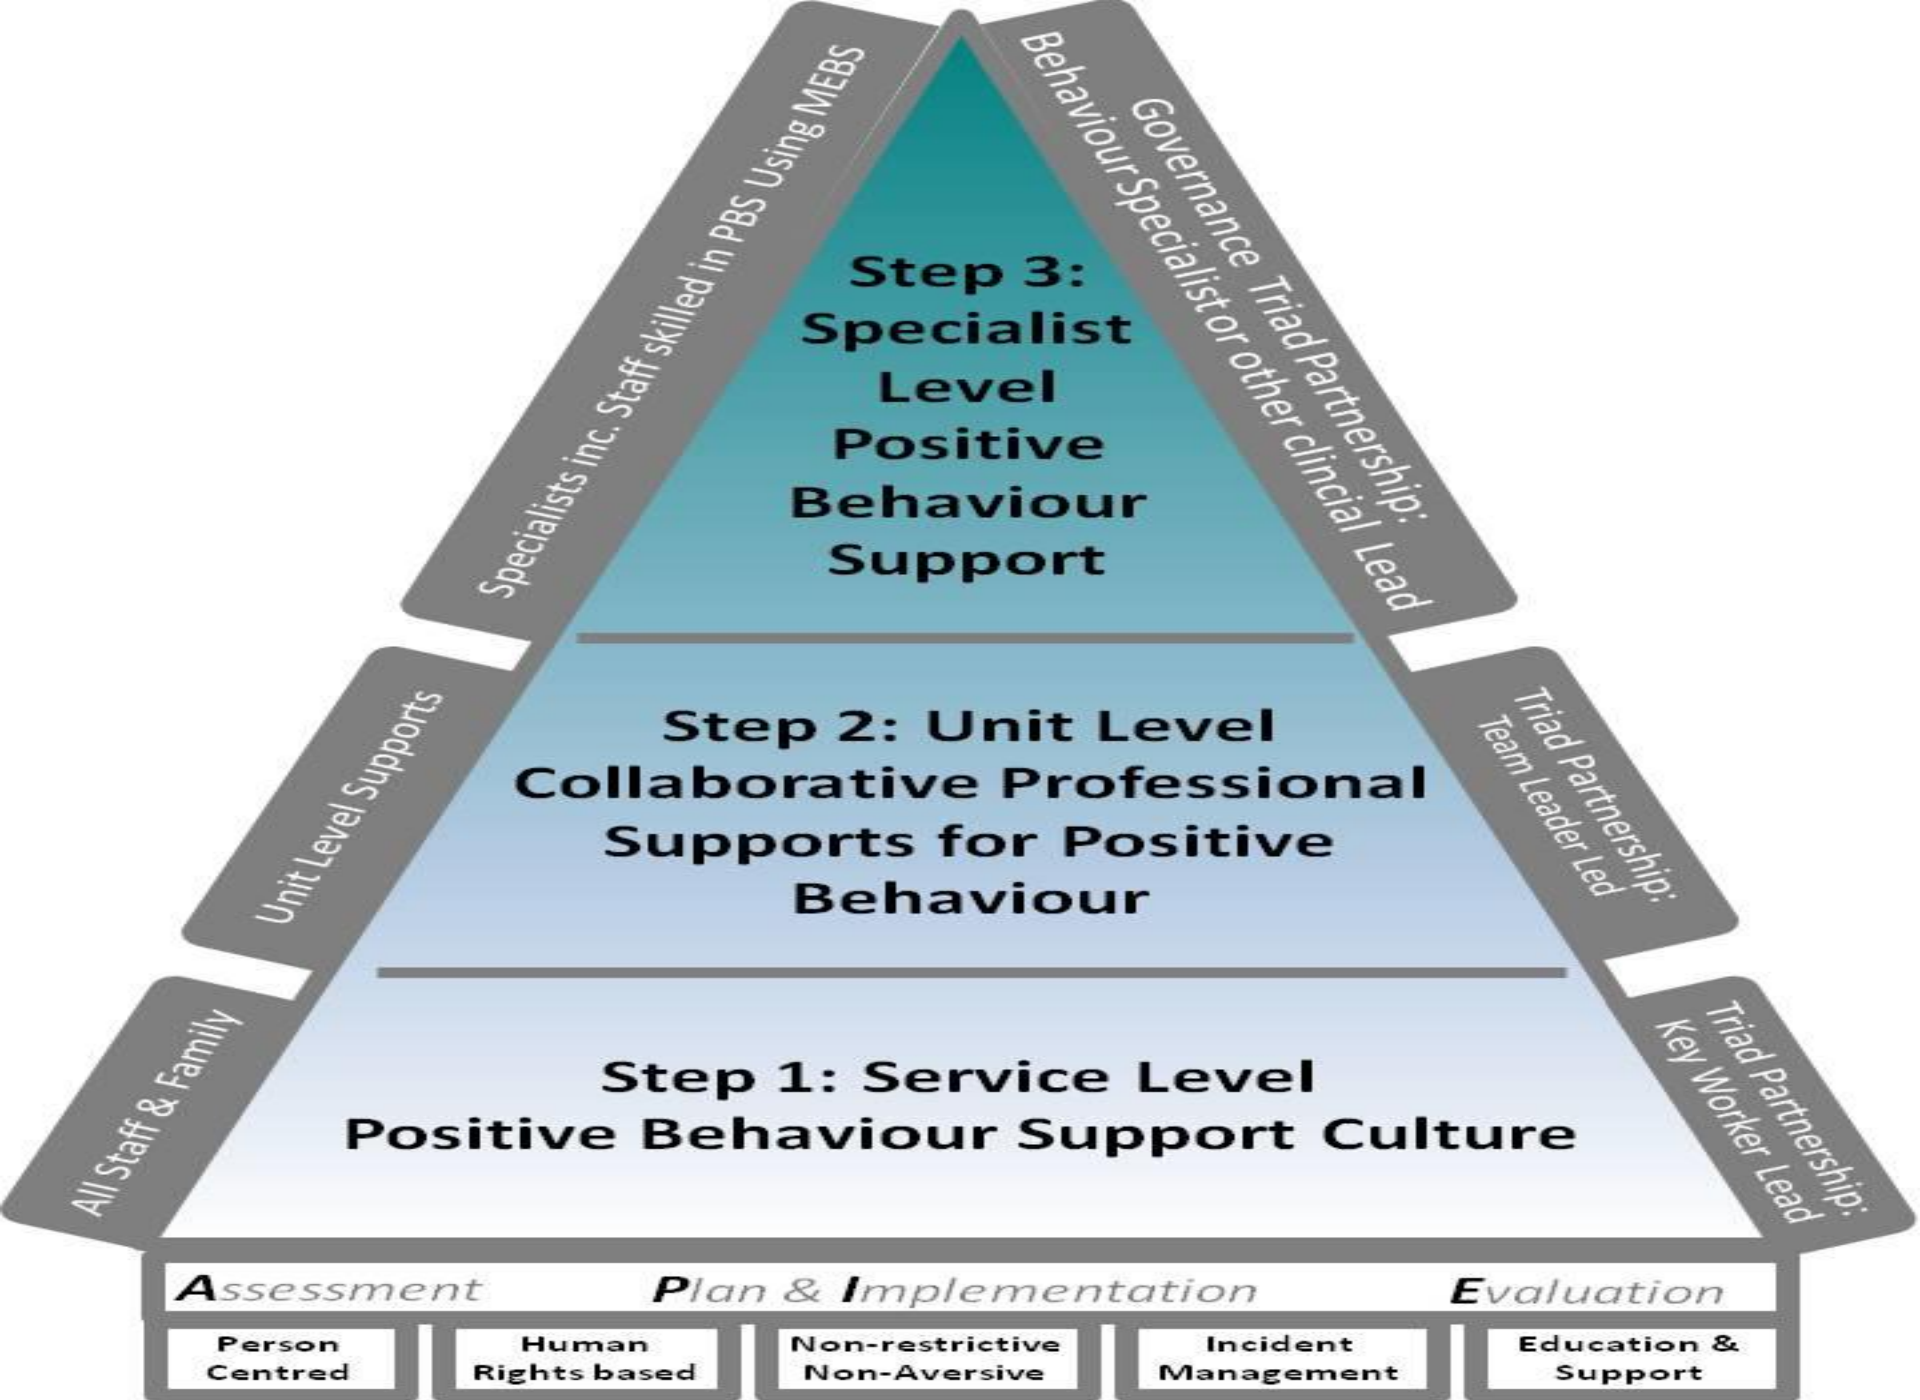 Specialists inc. Staff skilled in PBS Using MEBS
Governance Triad Partnership:
Behaviour Specialist or other clincial Lead
Step 3:
Specialist
Level
Positive
Behaviour
Support
Unit Level Supports
Step 2: Unit Level
Collaborative Professional
Supports for Positive
Behaviour
Triad Partnership:
Team Leader Led
All Staff & Family
Step 1: Service Level
Positive Behaviour Support Culture
Triad Partnership:
Key Worker Lead
Assessment Plan & Implementation Evaluation
Person
Centred
Human
Rights based
Non-restrictive
Non-Aversive
Incident
Management
Education &
Support